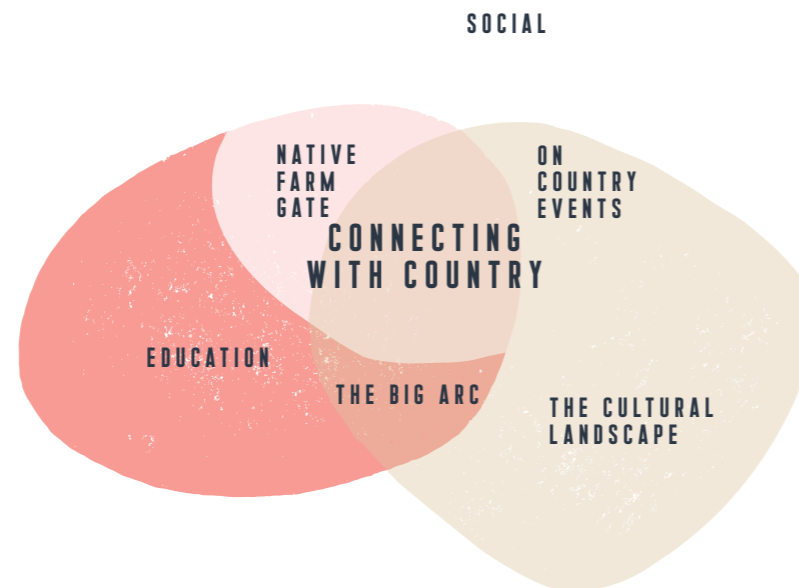 SOCIAL
NATIVE
FARM
GATE
ON
COUNTRY
EVENTS
CONNECTING
WITH COUNTRY
EDUCATION
THE BIG ARC
THE CULTURAL
LANDSCAPE